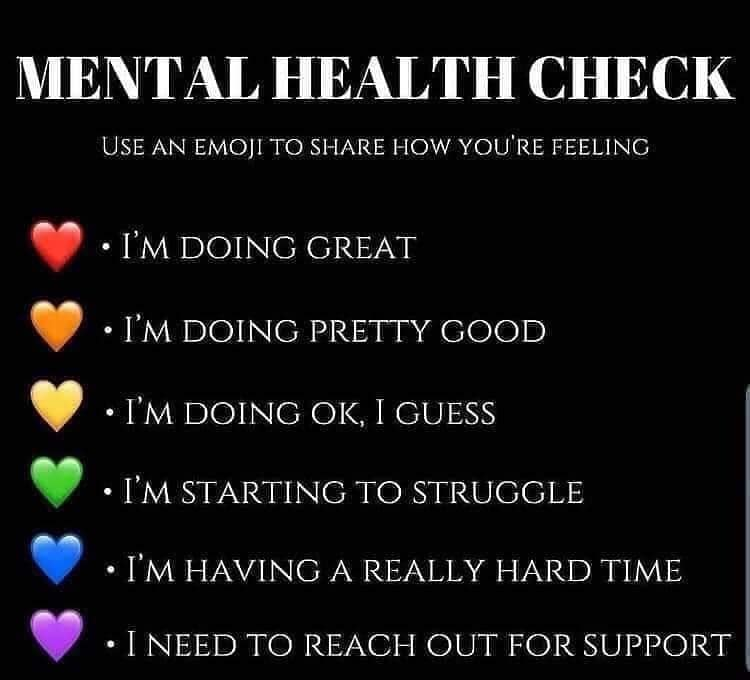 MENTAL HEALTH CHECK
USE AN EMOJI TO SHARE HOW YOU'RE FEELING
❤️ • I'M DOING GREAT
🧡 • I'M DOING PRETTY GOOD
💛 • I'M DOING OK, I GUESS
💚 • I'M STARTING TO STRUGGLE
💙 • I'M HAVING A REALLY HARD TIME
💜 • I NEED TO REACH OUT FOR SUPPORT